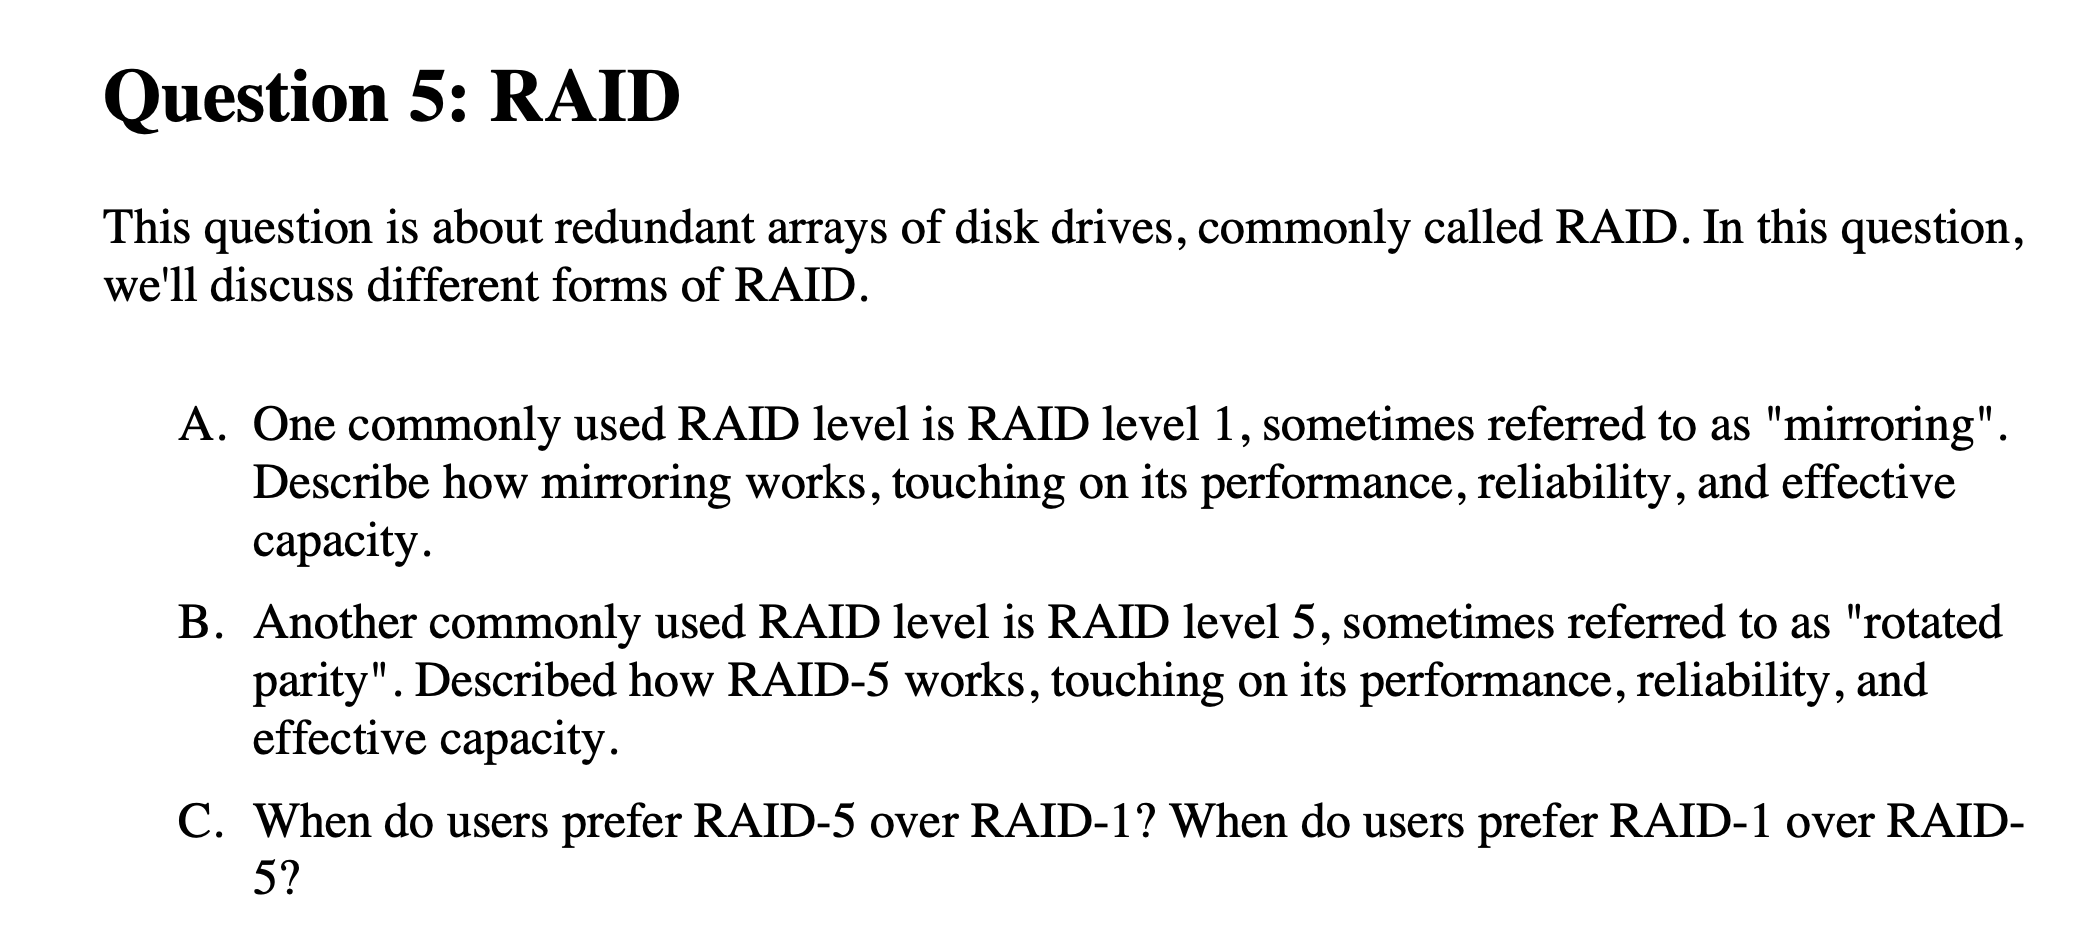 Question 5: RAID
This question is about redundant arrays of disk drives, commonly called RAID. In this question,
we'll discuss different forms of RAID.
A. One commonly used RAID level is RAID level 1, sometimes referred to as "mirroring".
Describe how mirroring works, touching on its performance, reliability, and effective
capacity.
B. Another commonly used RAID level is RAID level 5, sometimes referred to as "rotated
parity". Described how RAID-5 works, touching on its performance, reliability, and
effective capacity.
C. When do users prefer RAID-5 over RAID-1? When do users prefer RAID-1 over RAID-
5?